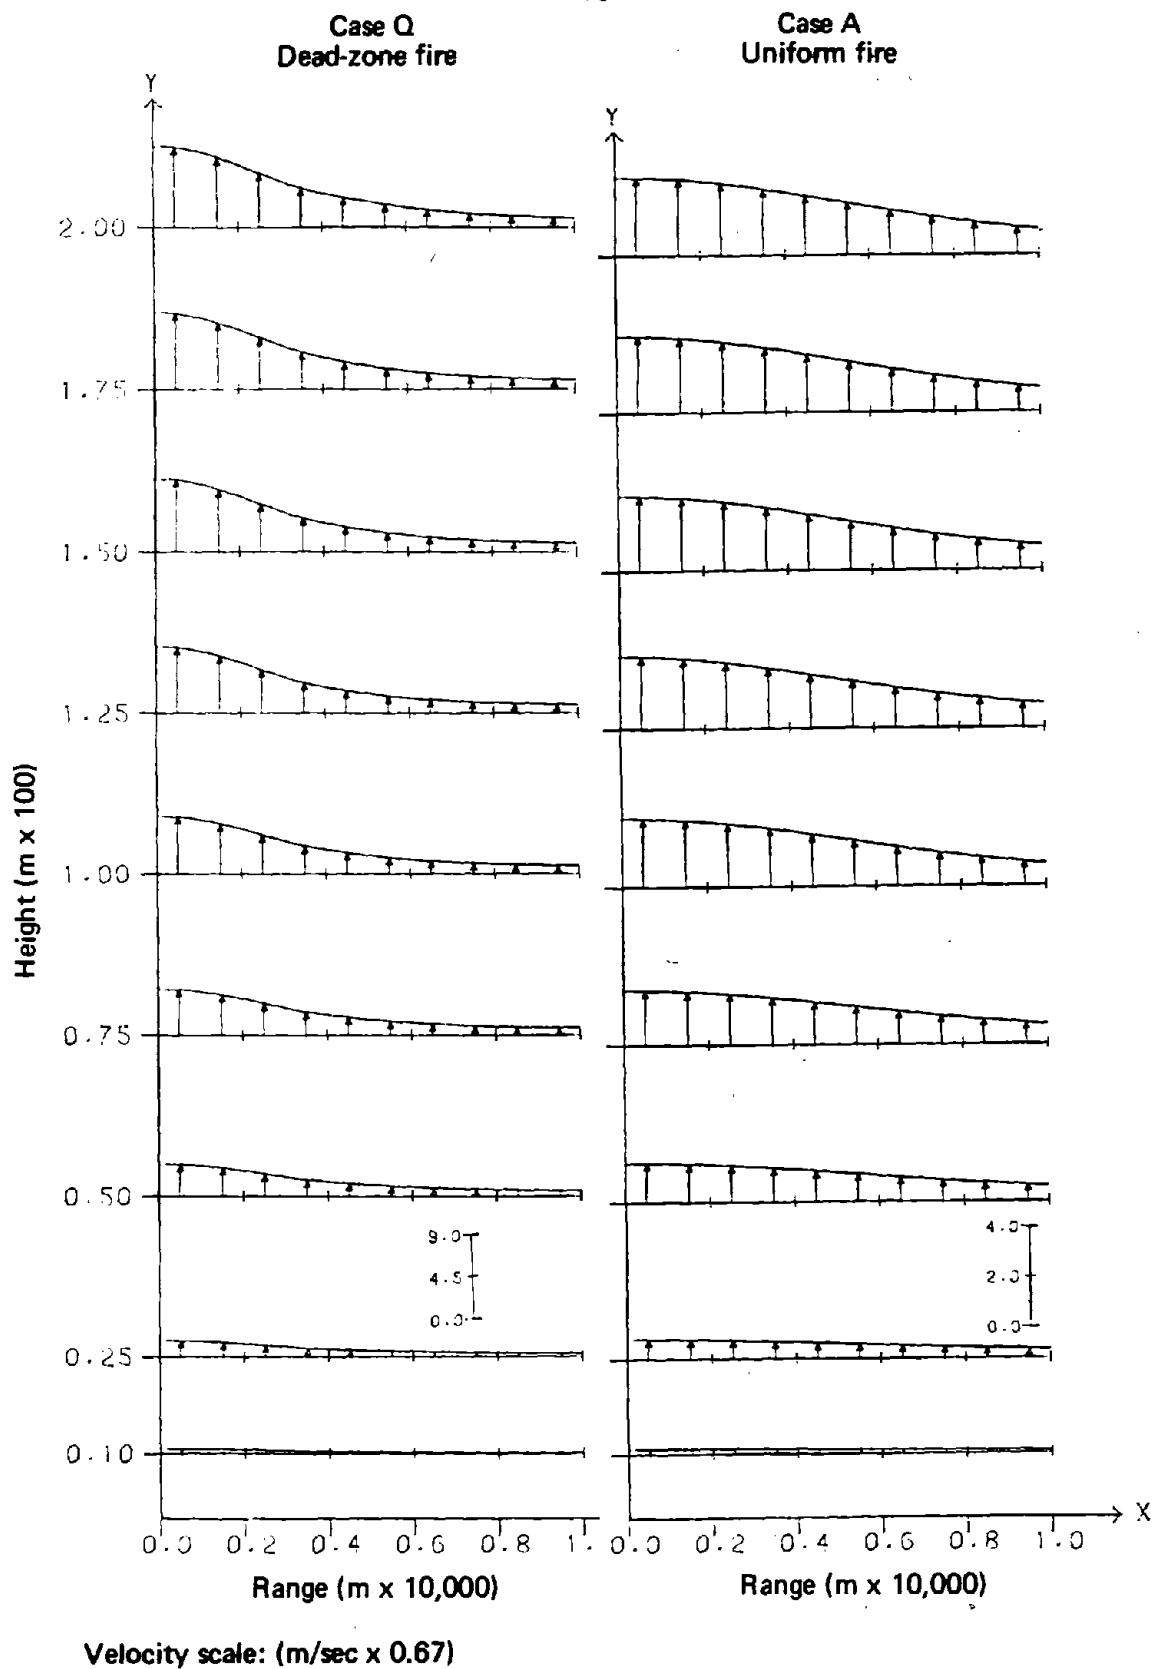 Case Q
Dead-zone fire
Case A
Uniform fire
Y
Y
2.00
1.75
1.50
1.25
1.00
0.75
0.50
0.25
0.10
Height (m x 100)
9.0
4.5
0.0
4.0
2.0
0.0
X
0.0 0.2 0.4 0.6 0.8 1.
0.0 0.2 0.4 0.6 0.8 1.0
Range (m x 10,000)
Range (m x 10,000)
Velocity scale: (m/sec x 0.67)